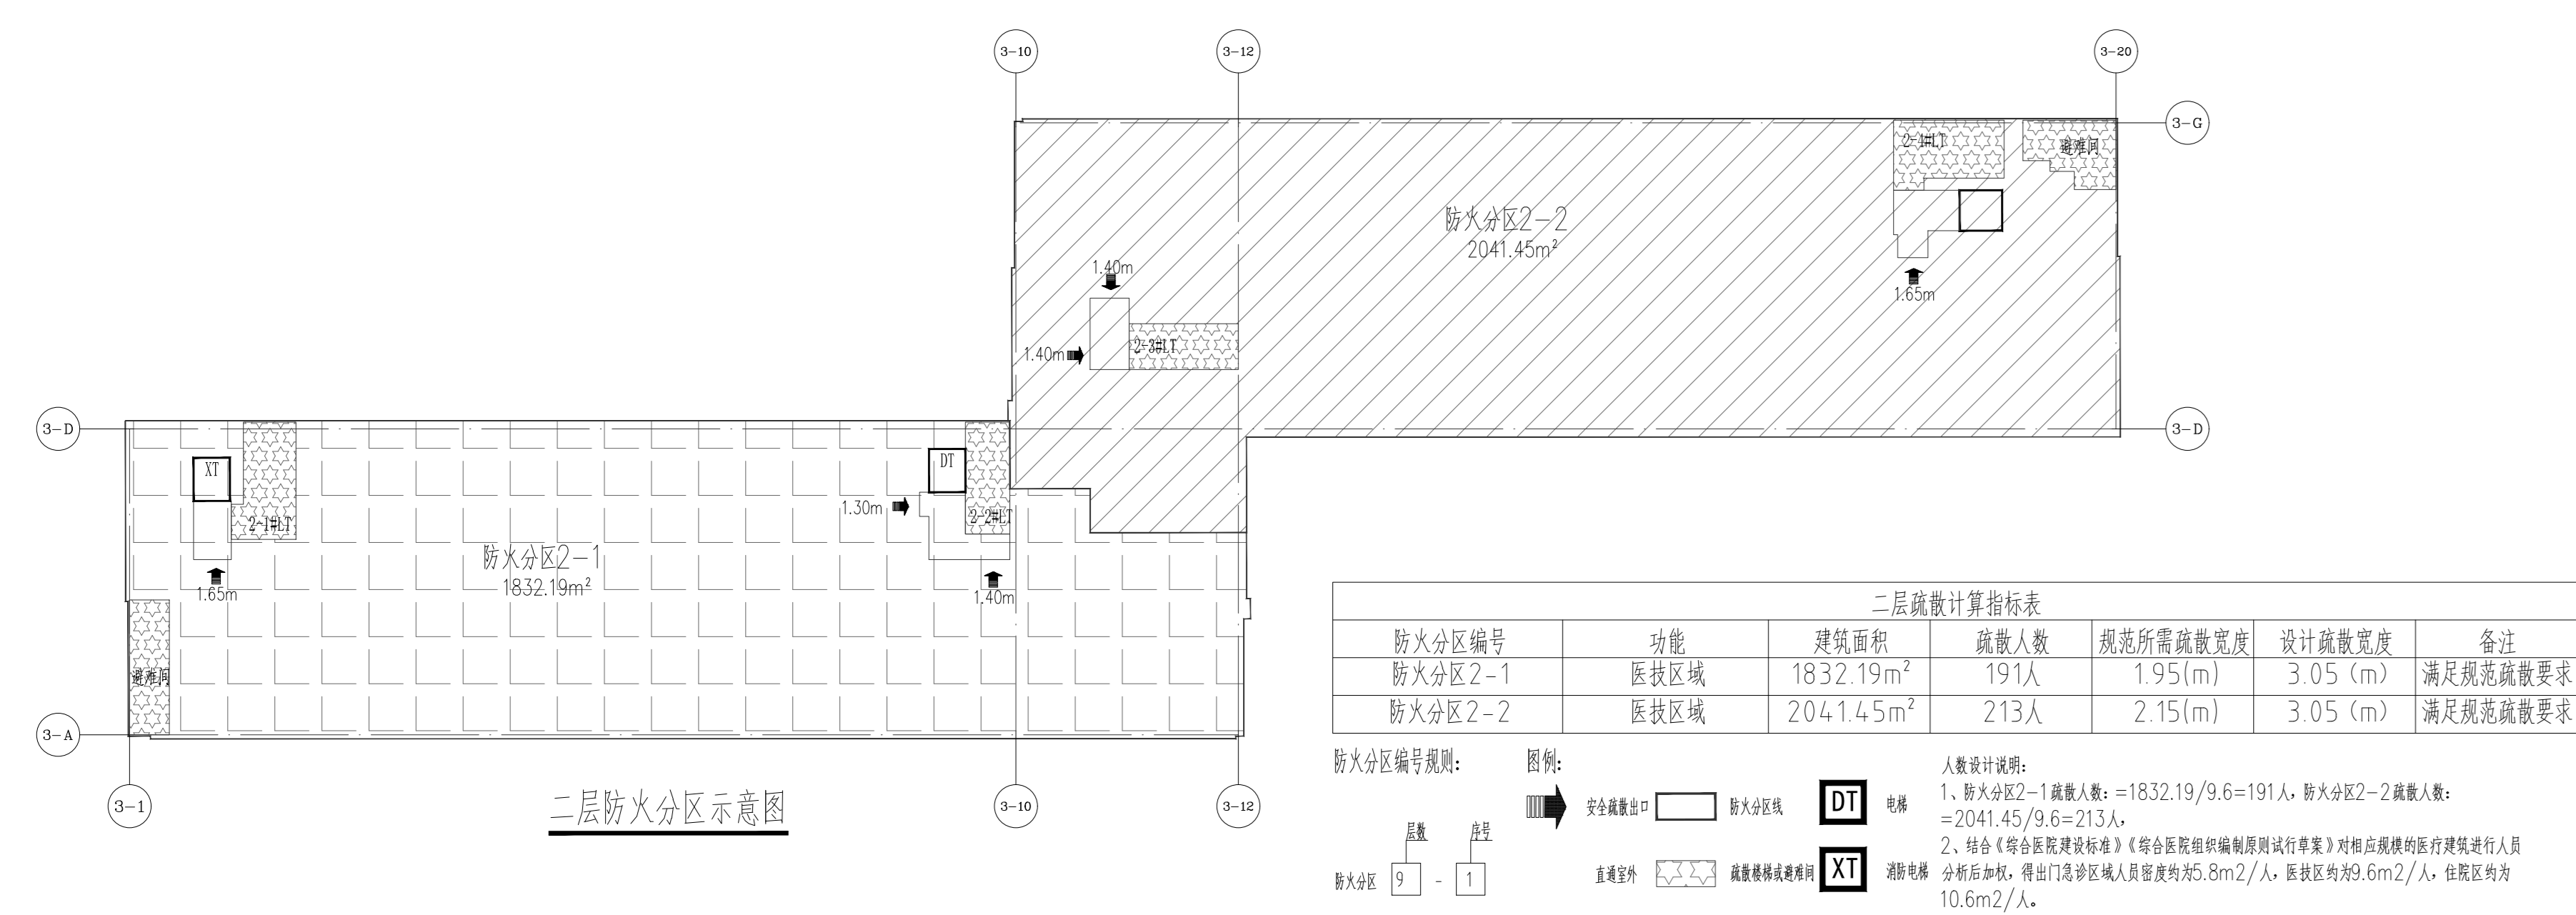 3-10
3-12
3-20
3-G
2-4#LT
避难间
防火分区2-2
2041.45m²
1.40m
1.65m
1.40m
2-3#LT
3-D
3-D
XT
DT
1.30m
2-1#LT
2-2#LT
防火分区2-1
1832.19m²
1.65m
1.40m
避难间
3-A
3-1
3-10
3-12
二层防火分区示意图
二层疏散计算指标表
防火分区编号 功能 建筑面积 疏散人数 规范所需疏散宽度 设计疏散宽度 备注
防火分区2-1 医技区域 1832.19m² 191人 1.95(m) 3.05 (m) 满足规范疏散要求
防火分区2-2 医技区域 2041.45m² 213人 2.15(m) 3.05 (m) 满足规范疏散要求
防火分区编号规则:
层数 序号
防火分区 9 - 1
图例:
安全疏散出口 防火分区线 DT 电梯
直通室外 疏散楼梯或避难间 XT 消防电梯
人数设计说明:
1、防火分区2-1疏散人数: =1832.19/9.6=191人, 防火分区2-2疏散人数:
=2041.45/9.6=213人,
2、结合《综合医院建设标准》《综合医院组织编制原则试行草案》对相应规模的医疗建筑进行人员
分析后加权, 得出门急诊区域人员密度约为5.8m2/人, 医技区约为9.6m2/人, 住院区约为
10.6m2/人。